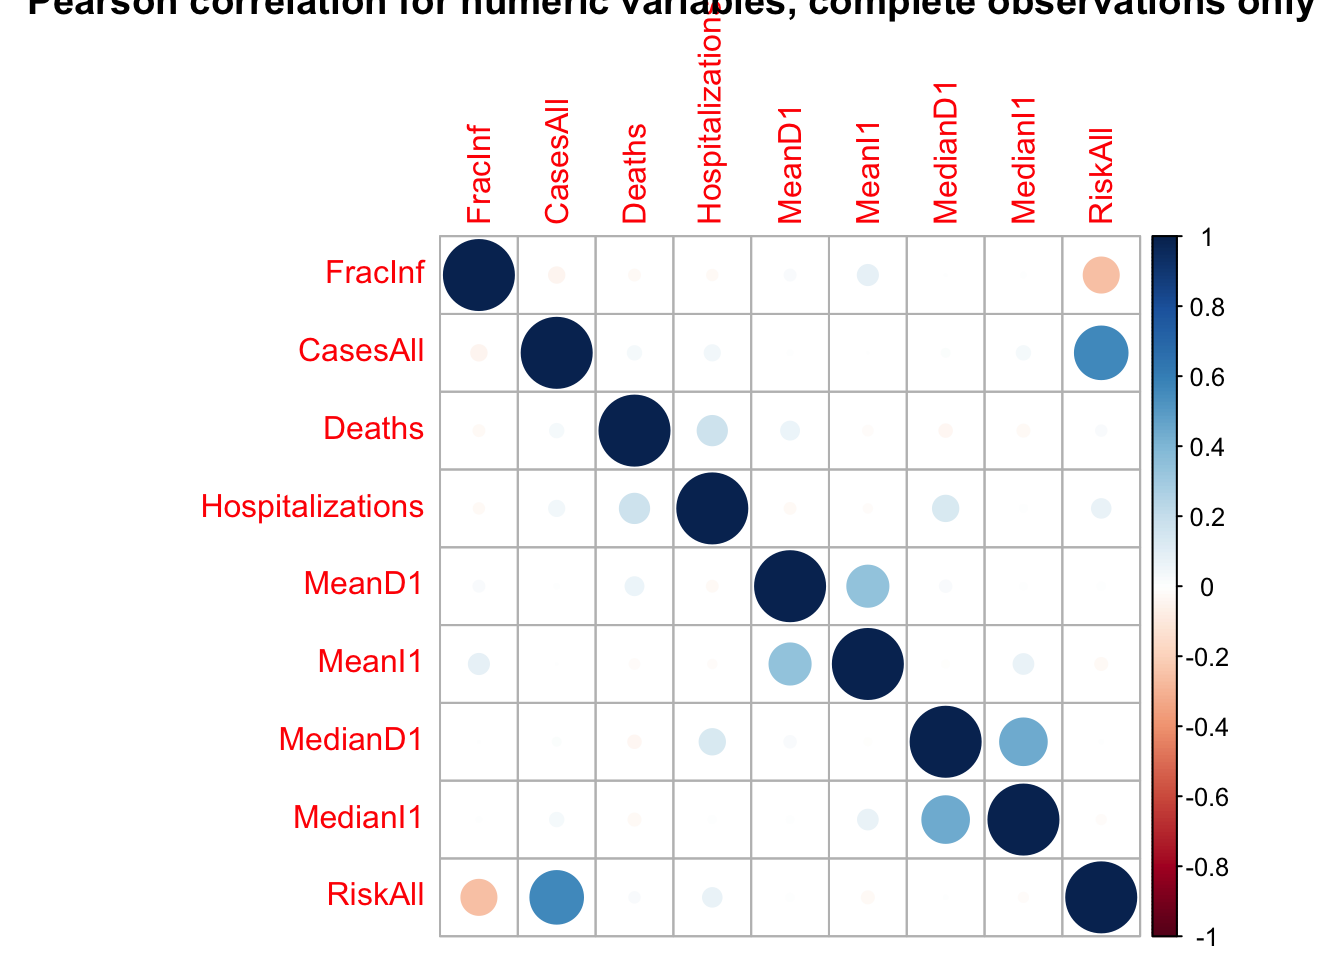 Pearson correlation for numeric variables, complete observations only
FracInf
CasesAll
Deaths
Hospitalizations
MeanD1
MeanI1
MedianD1
MedianI1
RiskAll
FracInf
CasesAll
Deaths
Hospitalizations
MeanD1
MeanI1
MedianD1
MedianI1
RiskAll
1
0.8
0.6
0.4
0.2
0
-0.2
-0.4
-0.6
-0.8
-1